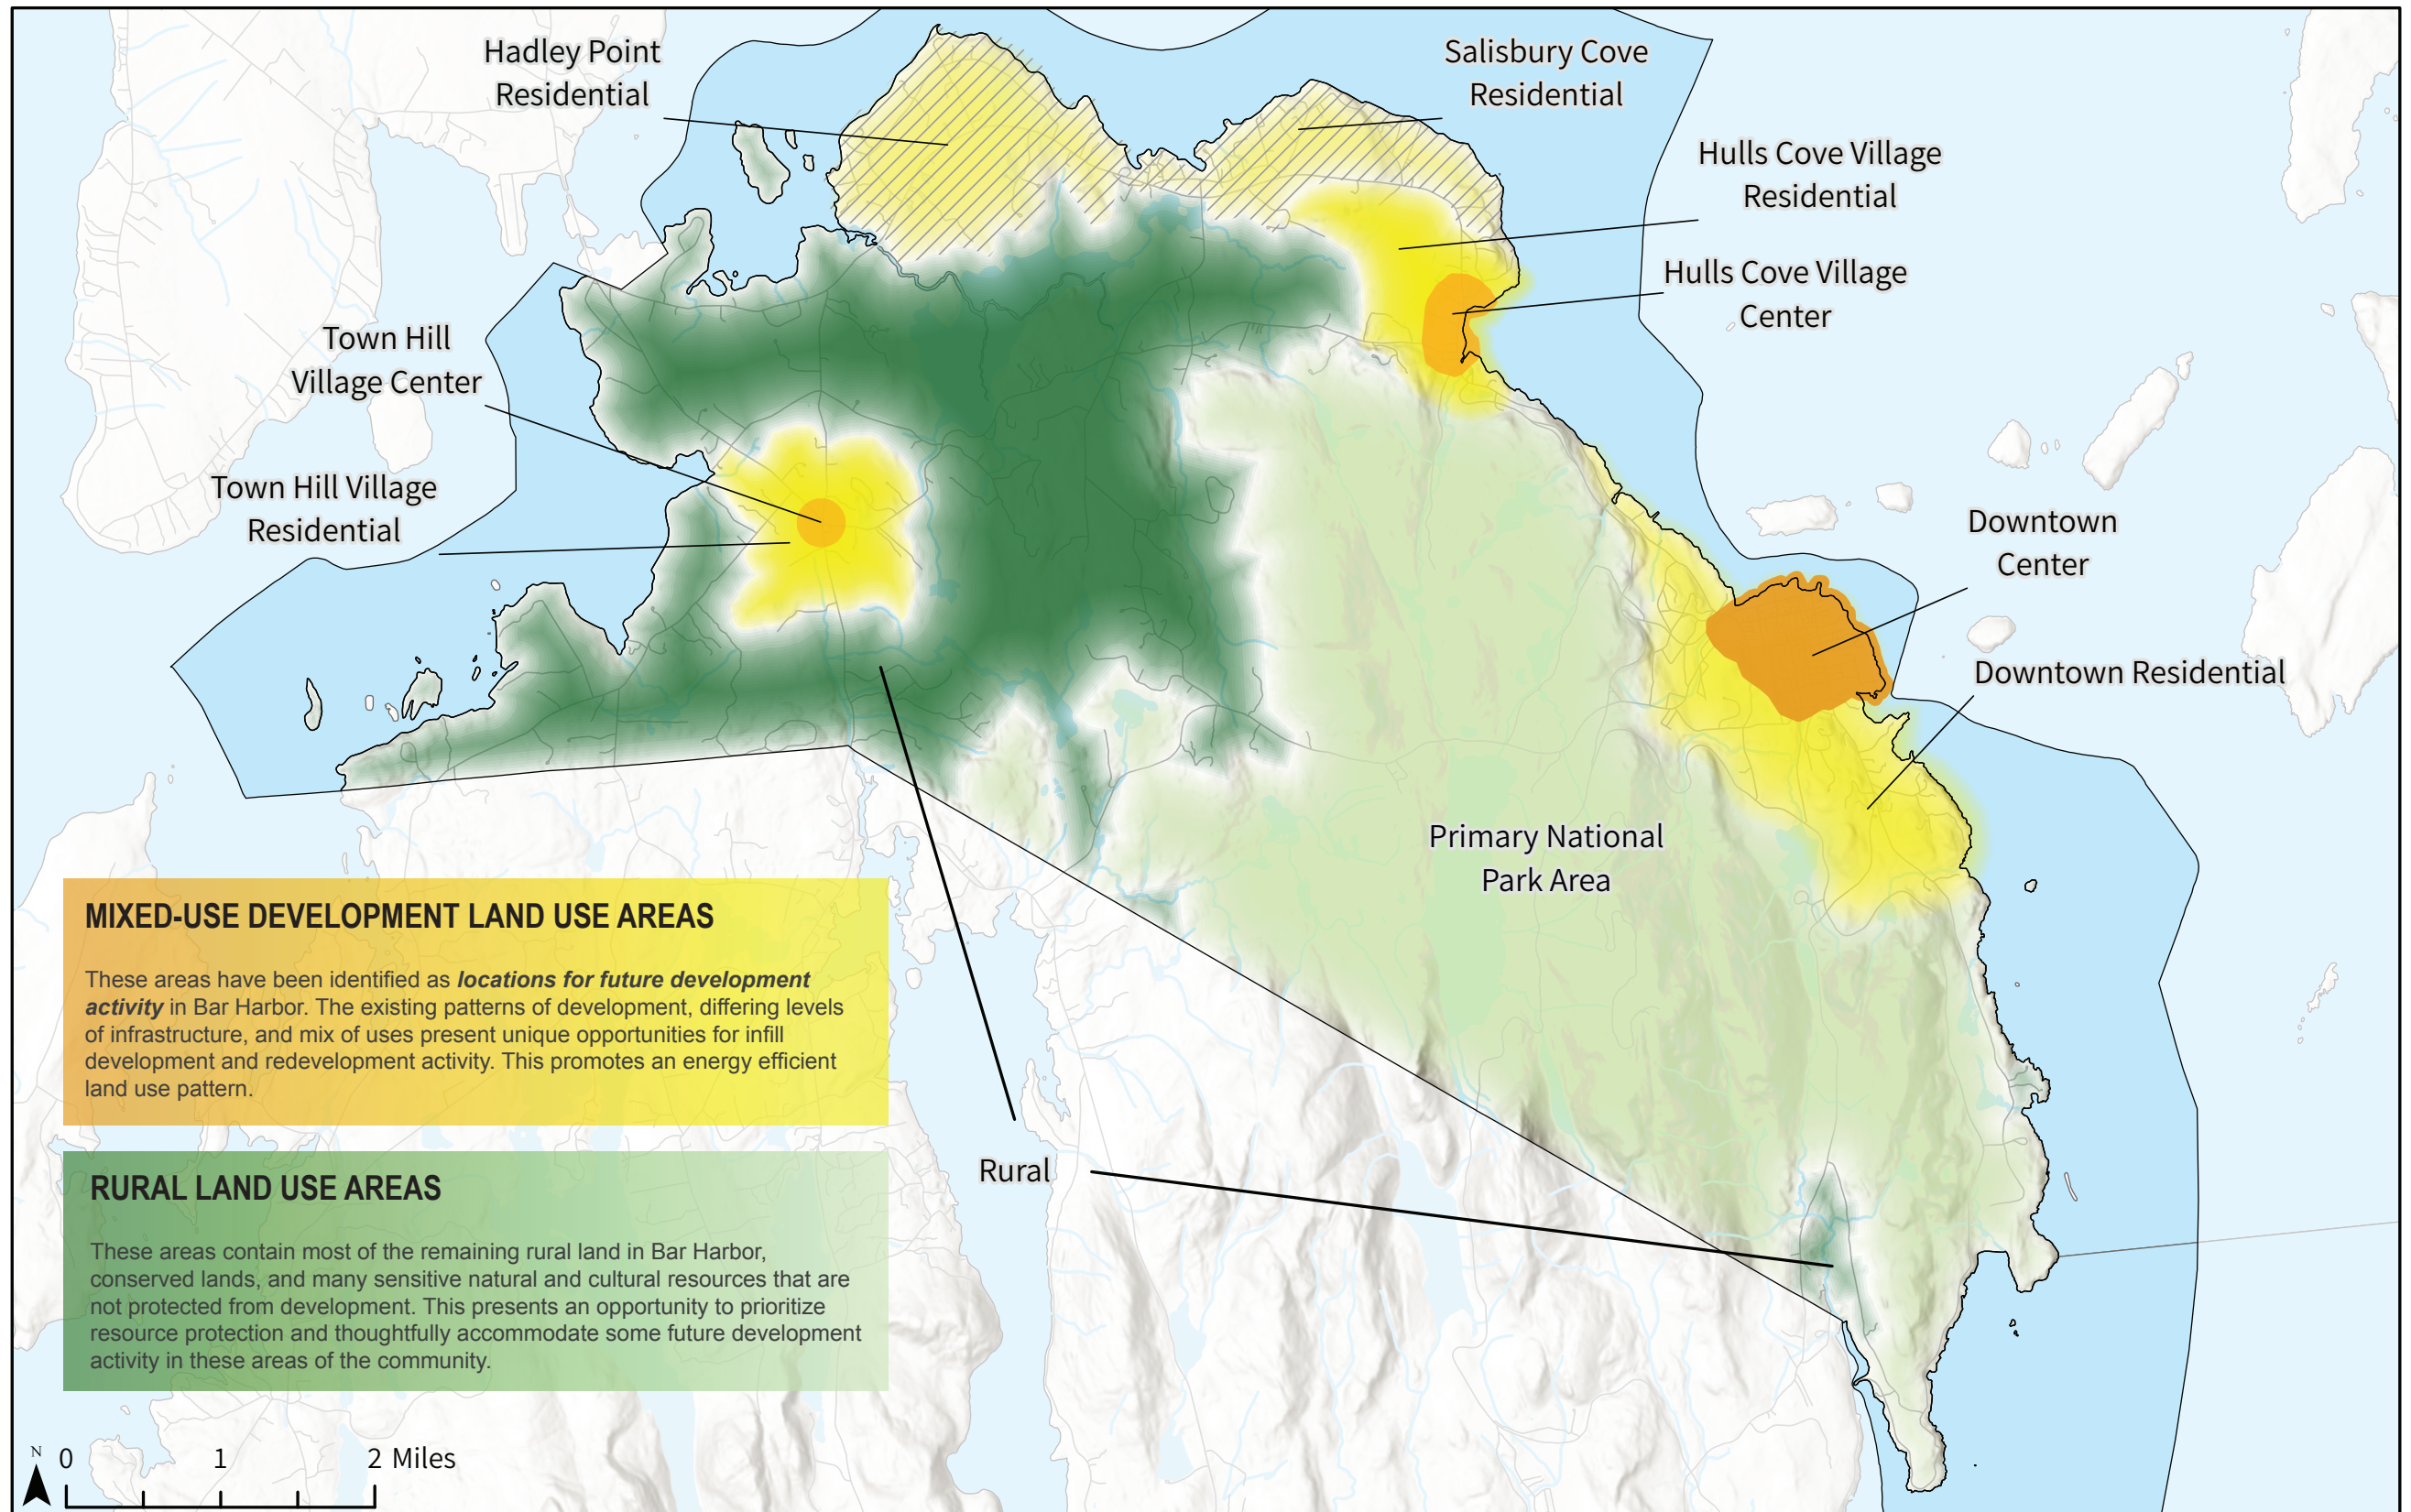 Hadley Point
Residential
Salisbury Cove
Residential
Hulls Cove Village
Residential
Hulls Cove Village
Center
Town Hill
Village Center
Town Hill Village
Residential
Downtown
Center
Downtown Residential
Primary National
Park Area
MIXED-USE DEVELOPMENT LAND USE AREAS
These areas have been identified as locations for future development
activity in Bar Harbor. The existing patterns of development, differing levels
of infrastructure, and mix of uses present unique opportunities for infill
development and redevelopment activity. This promotes an energy efficient
land use pattern.
RURAL LAND USE AREAS
These areas contain most of the remaining rural land in Bar Harbor,
conserved lands, and many sensitive natural and cultural resources that are
not protected from development. This presents an opportunity to prioritize
resource protection and thoughtfully accommodate some future development
activity in these areas of the community.
Rural
N 0 1 2 Miles